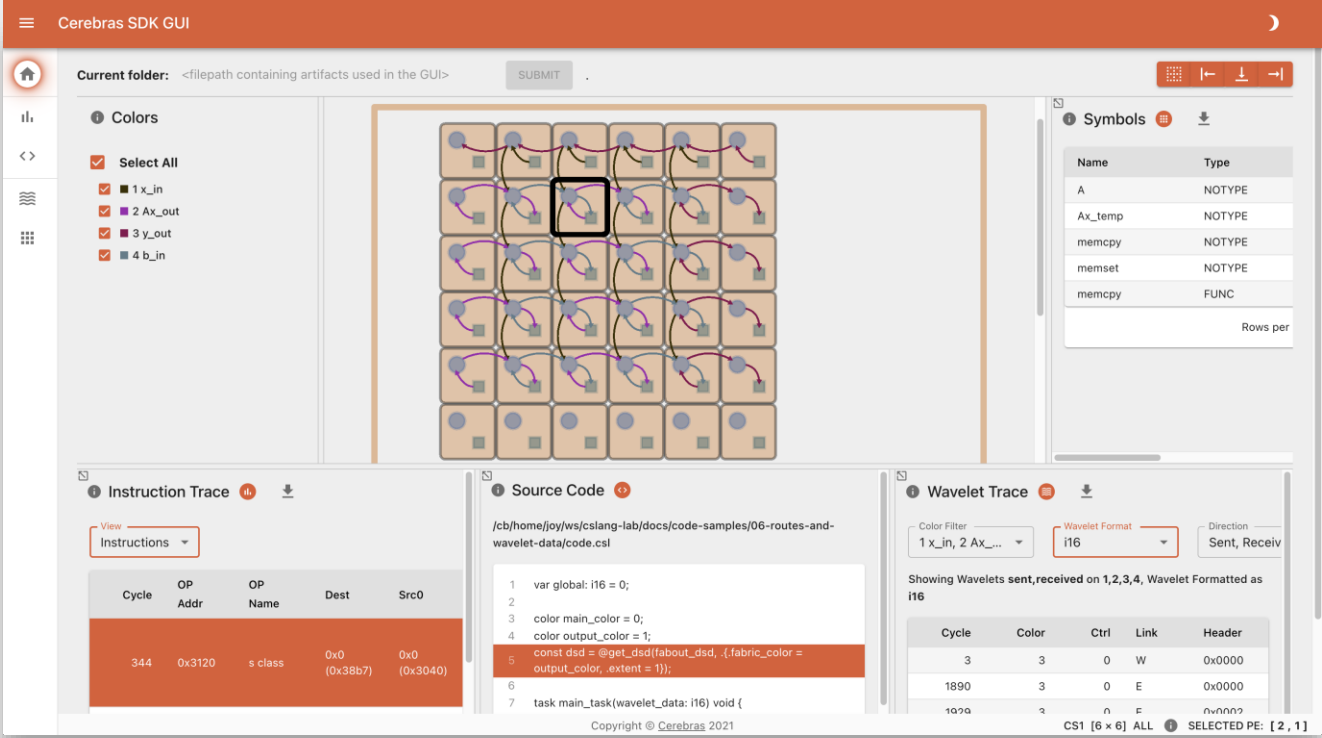 Cerebras SDK GUI
Current folder: <filepath containing artifacts used in the GUI> SUBMIT .
Colors
Select All
1 x_in
2 Ax_out
3 y_out
4 b_in
Symbols
Name Type
A NOTYPE
Ax_temp NOTYPE
memcpy NOTYPE
memset NOTYPE
memcpy FUNC
Rows per
Instruction Trace
View
Instructions
Cycle OP Addr OP Name Dest Src0
344 0x3120 s class 0x0 (0x38b7) 0x0 (0x3040)
Source Code
/cb/home/joy/ws/cslang-lab/docs/code-samples/06-routes-and-
wavelet-data/code.csl
1 var global: i16 = 0;
2
3 color main_color = 0;
4 color output_color = 1;
5 const dsd = @get_dsd(fabout_dsd, .{.fabric_color =
output_color, .extent = 1});
6
7 task main_task(wavelet_data: i16) void {
Wavelet Trace
Color Filter Wavelet Format Direction
1 x_in, 2 Ax_... i16 Sent, Receiv
Showing Wavelets sent,received on 1,2,3,4, Wavelet Formatted as
i16
Cycle Color Ctrl Link Header
3 3 0 W 0x0000
1890 3 0 E 0x0000
1929 3 0 E 0x0002
Copyright © Cerebras 2021
CS1 [6 × 6] ALL SELECTED PE: [ 2 , 1 ]